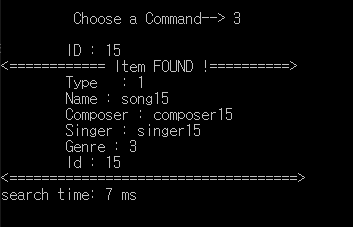 Choose a Command--> 3
ID : 15
<============ Item FOUND !==========>
Type   : 1
Name : song15
Composer : composer15
Singer : singer15
Genre : 3
Id : 15
<===================================>
search time: 7 ms